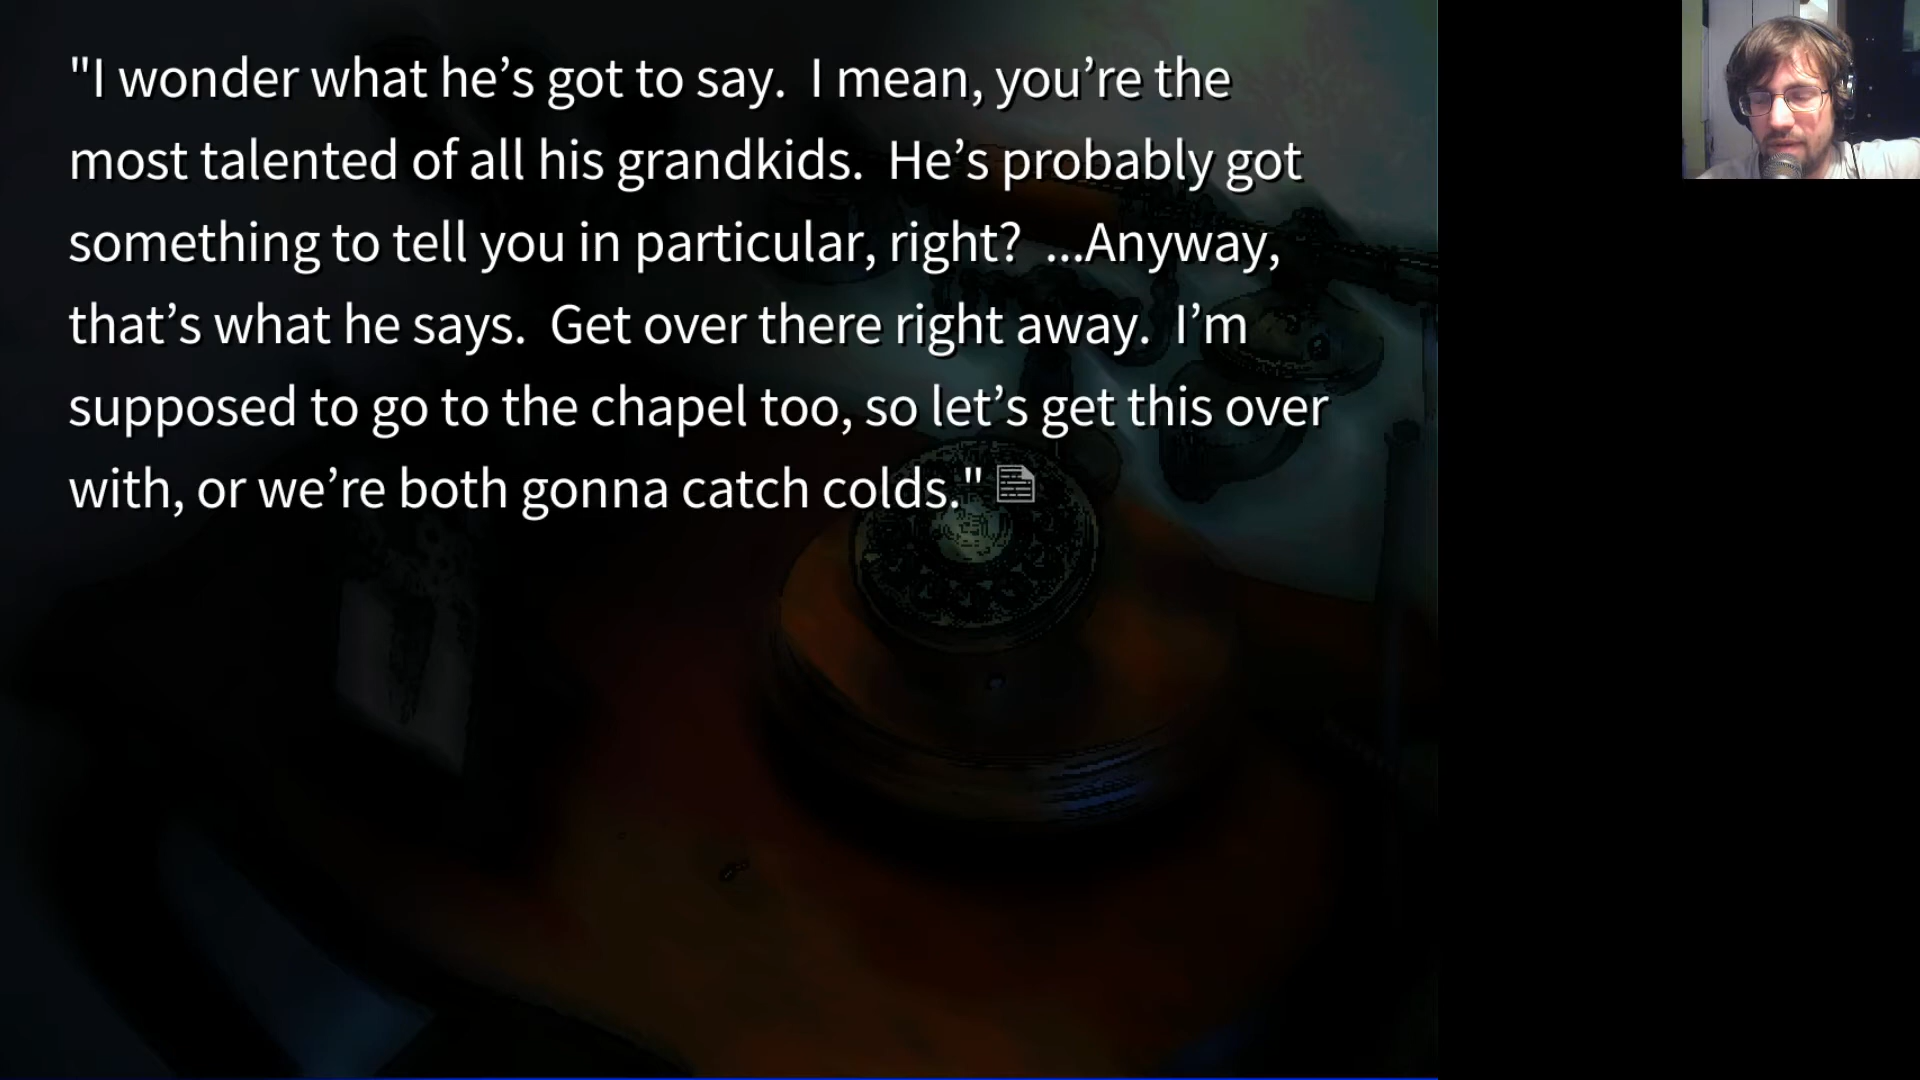 "I wonder what he’s got to say.  I mean, you’re the
most talented of all his grandkids.  He’s probably got
something to tell you in particular, right?  ...Anyway,
that’s what he says.  Get over there right away.  I’m
supposed to go to the chapel too, so let’s get this over
with, or we’re both gonna catch colds."